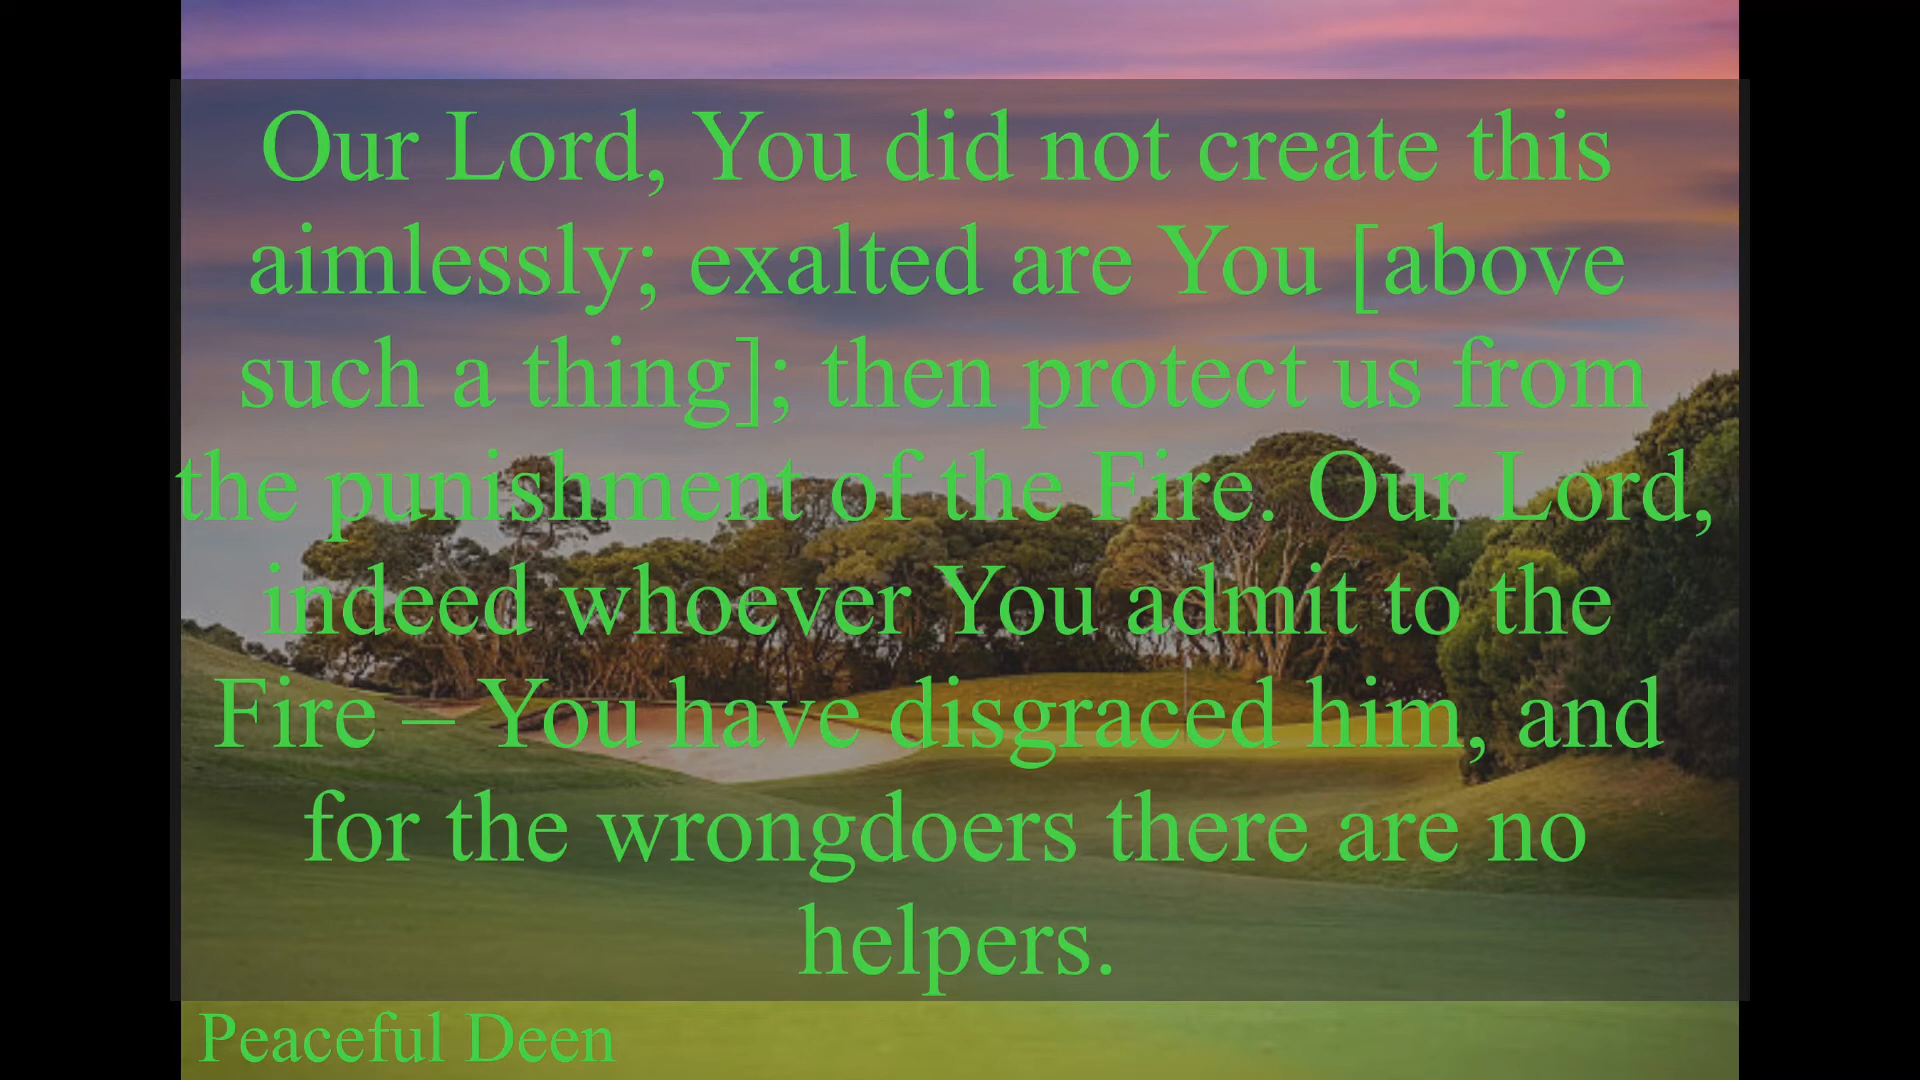 Our Lord, You did not create this
aimlessly; exalted are You [above
such a thing]; then protect us from
the punishment of the Fire. Our Lord,
indeed whoever You admit to the
Fire – You have disgraced him, and
for the wrongdoers there are no
helpers.
Peaceful Deen